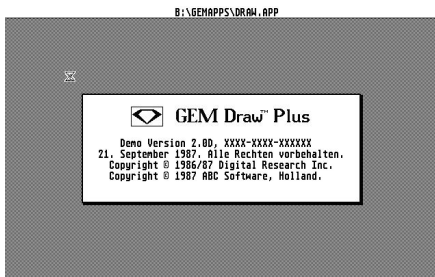 B:\GEMAPPS\DRAW.APP
GEM Draw™ Plus
Demo Version 2.0D, XXXX-XXXX-XXXXXX
21. September 1987. Alle Rechten vorbehalten.
Copyright © 1986/87 Digital Research Inc.
Copyright © 1987 ABC Software, Holland.